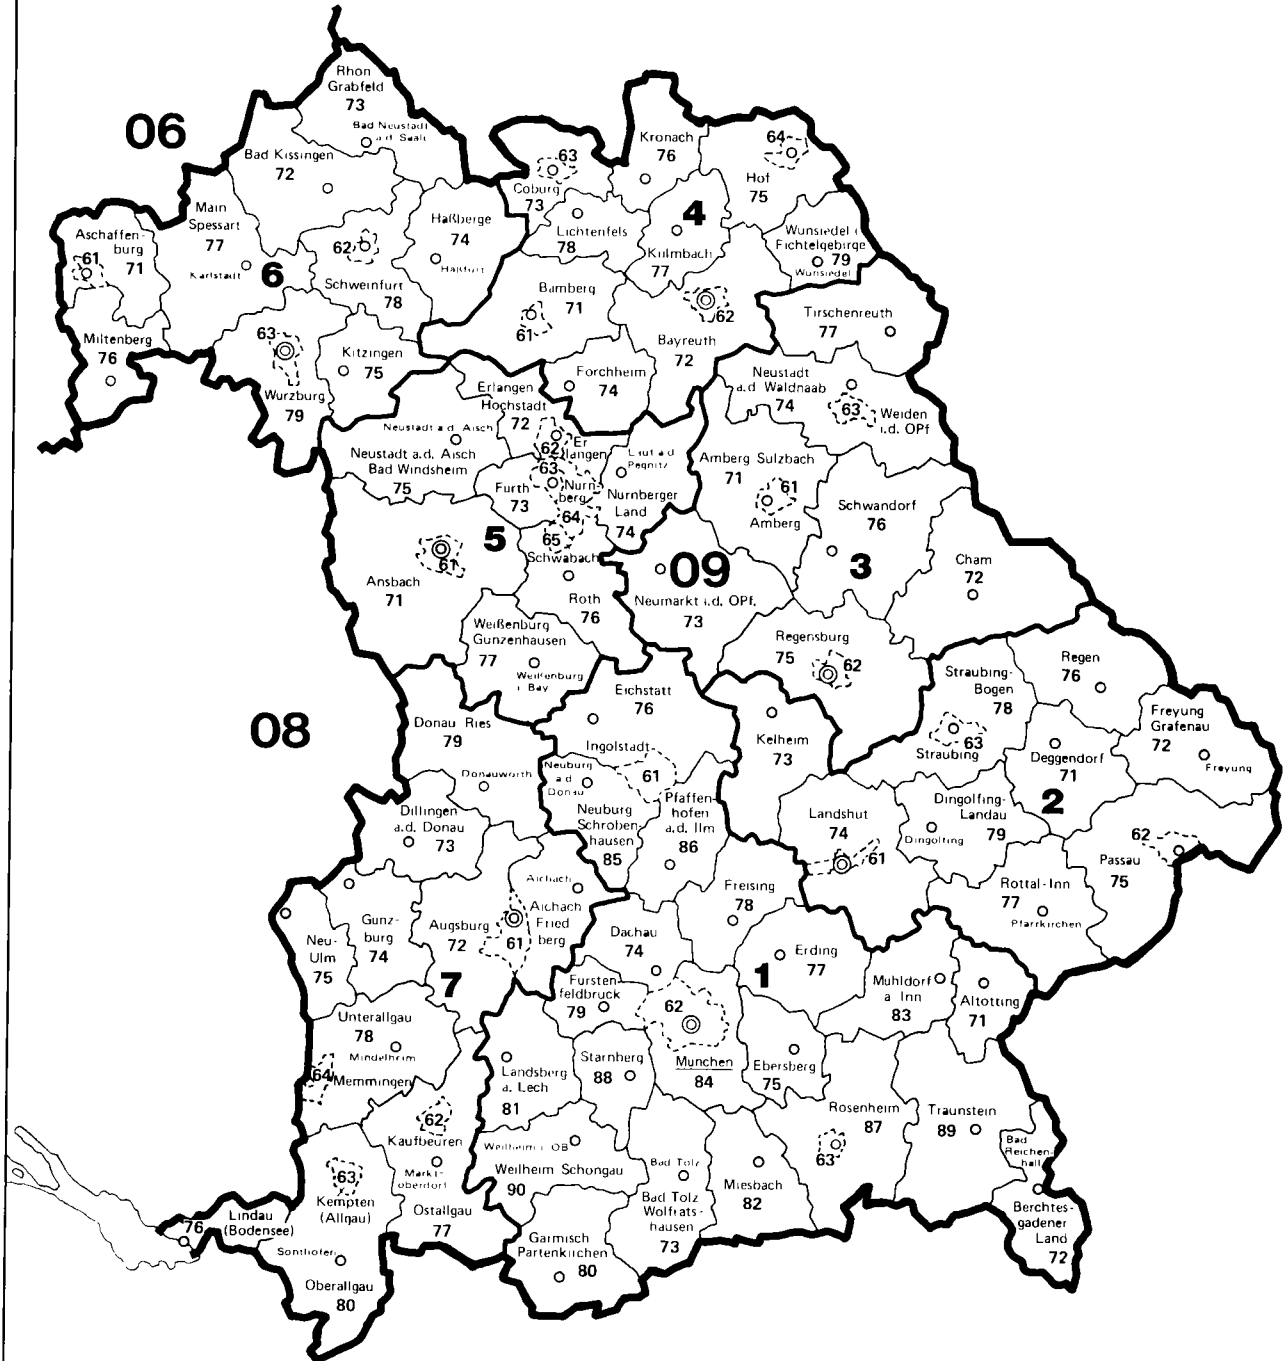 Rhon
Grabfeld
73
Bad Neustadt
a.d. Saale
06
Bad Kissingen
72
Main
Spessart
77
Karlstadt
Aschaffen-
burg
61
71
Miltenberg
76
6
62
Schweinfurt
78
Haßberge
74
Haßfurt
63
Wurzburg
79
Kitzingen
75
63
Coburg
73
Kronach
76
64
Hof
75
Lichtenfels
78
4
Kulmbach
77
Wunsiedel i
Fichtelgebirge
79
Wunsiedel
Bamberg
71
61
62
Bayreuth
72
Forchheim
74
Tirschenreuth
77
Neustadt
a.d Waldnaab
74
63
Weiden
i.d. OPf
Erlangen
Hochstadt
72
62
Er
langen
Neustadt a d. Aisch
Neustadt a.d. Aisch
Bad Windsheim
75
63
Furth
73
Nurn-
berg
64
Lauf a d
Pegnitz
Nurnberger
Land
74
65
Schwabach
5
61
Ansbach
71
Roth
76
Weißenburg
Gunzenhausen
77
Weißenburg
i Bay
Amberg Sulzbach
71
61
Amberg
Schwandorf
76
3
09
Neumarkt i.d. OPf.
73
Cham
72
Regensburg
75
62
08
Donau Ries
79
Donauworth
Eichstatt
76
Ingolstadt
61
Neuburg
a d
Donau
Neuburg
Schroben-
hausen
85
Pfaffen-
hofen
a.d. Ilm
86
Kelheim
73
Straubing-
Bogen
78
63
Straubing
Regen
76
Freyung
Grafenau
72
Freyung
Deggendorf
71
2
Landshut
74
61
Dingolfing-
Landau
79
Dingolfing
62
Passau
75
Rottal-Inn
77
Pfarrkirchen
Dillingen
a.d. Donau
73
Aichach
Aichach
Fried
berg
Augsburg
72
61
Gunz-
burg
74
Neu-
Ulm
75
7
Unterallgau
78
Mindelheim
64
Memmingen
62
Kaufbeuren
Markt-
oberdorf
Ostallgau
77
63
Kempten
(Allgau)
76
Lindau
(Bodensee)
Sonthofen
Oberallgau
80
Freising
78
Dachau
74
Fursten-
feldbruck
79
1
Erding
77
62
Munchen
84
Ebersberg
75
Muhldorf
a Inn
83
Altotting
71
Landsberg
a. Lech
81
Starnberg
88
Rosenheim
87
63
Traunstein
89
Bad
Reichen-
hall
Berchtes-
gadener
Land
72
Weilheim i OB
Weilheim Schongau
90
Bad Tolz
Bad Tolz
Wolfrats-
hausen
73
Miesbach
82
Garmisch
Partenkirchen
80